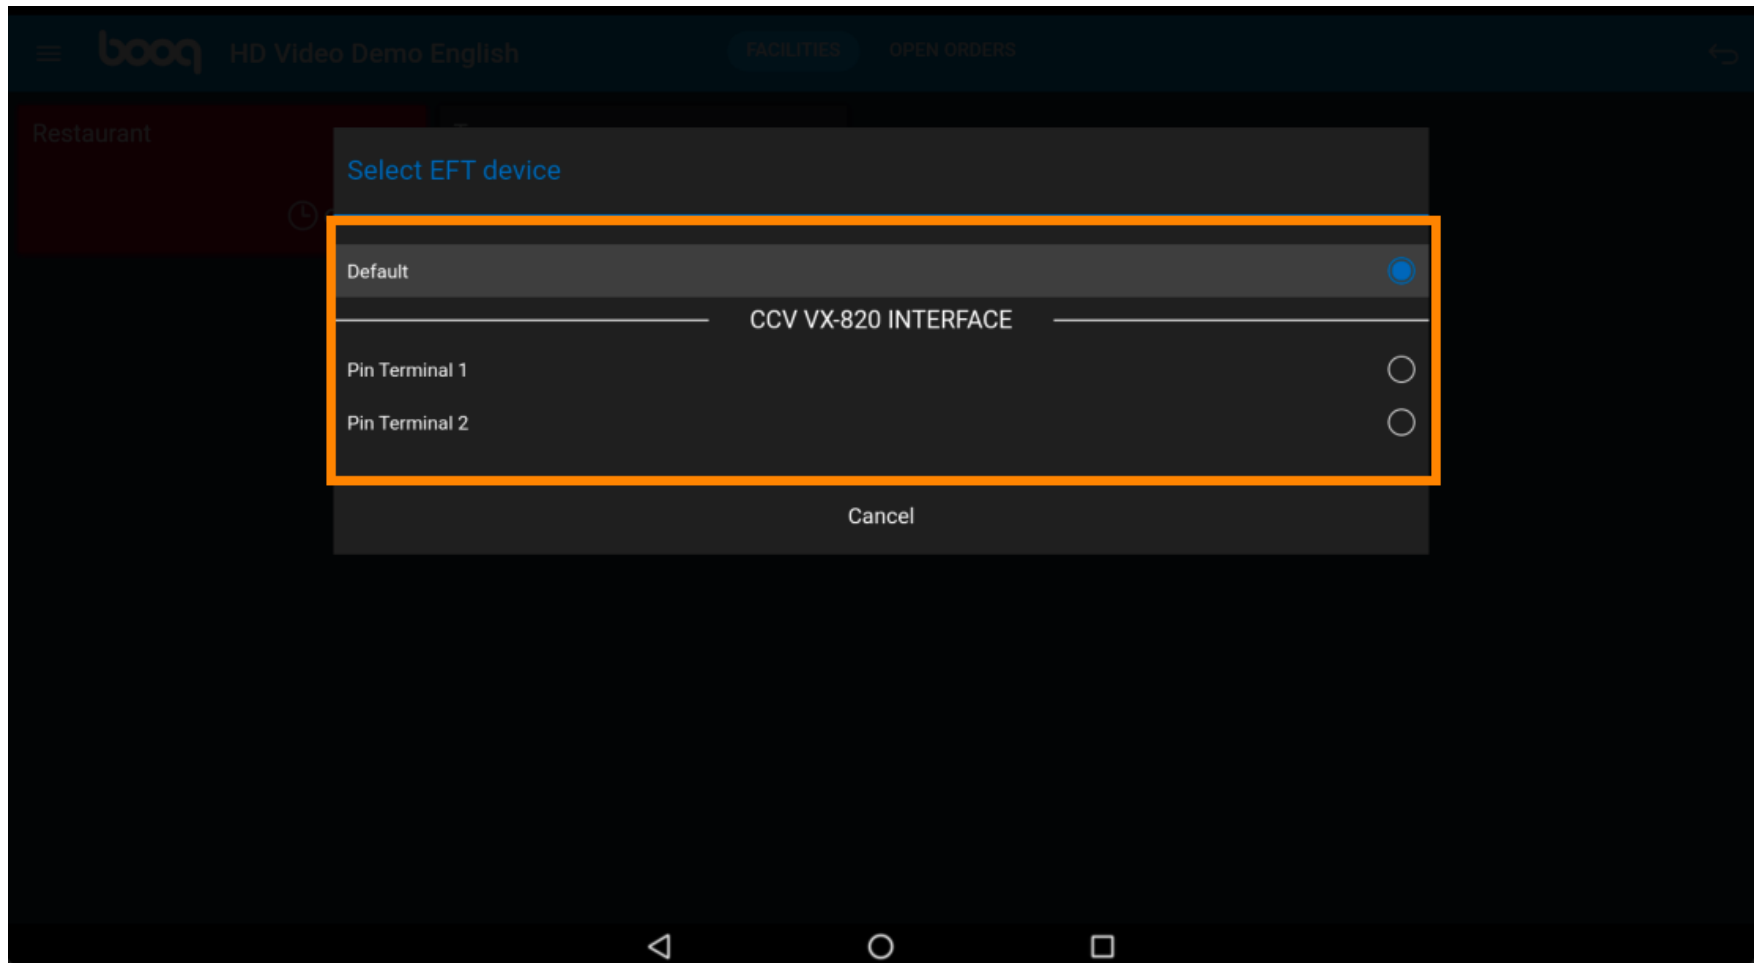 booq HD Video Demo English FACILITIES OPEN ORDERS
Restaurant
Select EFT device
Default
CCV VX-820 INTERFACE
Pin Terminal 1
Pin Terminal 2
Cancel